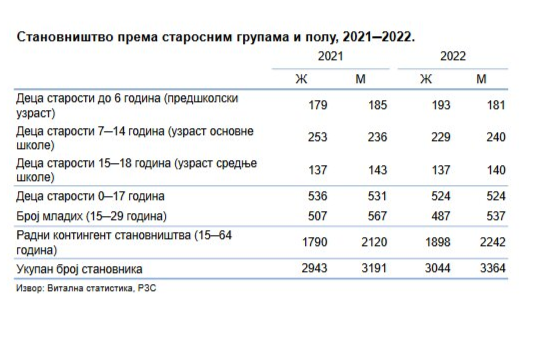 Становништво према старосним групама и полу, 2021–2022.
2021 2022
Ж М Ж М
Деца старости до 6 година (предшколски
узраст) 179 185 193 181
Деца старости 7–14 година (узраст основне
школе) 253 236 229 240
Деца старости 15–18 година (узраст средње
школе) 137 143 137 140
Деца старости 0–17 година 536 531 524 524
Број младих (15–29 година) 507 567 487 537
Радни контингент становништва (15–64
година) 1790 2120 1898 2242
Укупан број становника 2943 3191 3044 3364
Извор: Витална статистика, РЗС